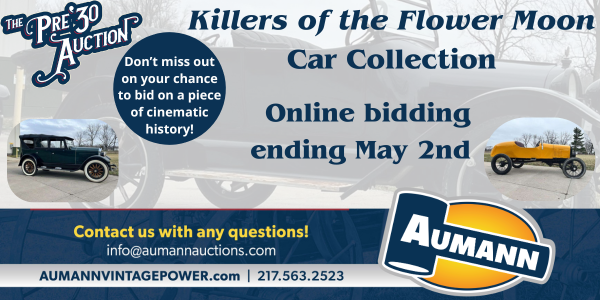 THE
PRE '30
AUCTION
Killers of the Flower Moon
Car Collection
Don't miss out
on your chance
to bid on a piece
of cinematic
history!
Online bidding
ending May 2nd
Contact us with any questions!
info@aumannauctions.com
AUMANNVINTAGEPOWER.com | 217.563.2523
AUMANN